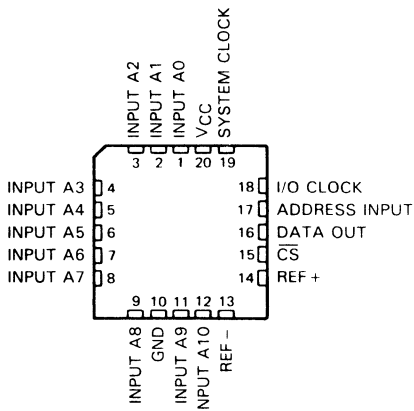 INPUT A2
INPUT A1
INPUT A0
VCC
SYSTEM CLOCK
3 2 1 20 19
INPUT A3 4
INPUT A4 5
INPUT A5 6
INPUT A6 7
INPUT A7 8
18 I/O CLOCK
17 ADDRESS INPUT
16 DATA OUT
15 C̅S̅
14 REF+
9 10 11 12 13
INPUT A8
GND
INPUT A9
INPUT A10
REF-